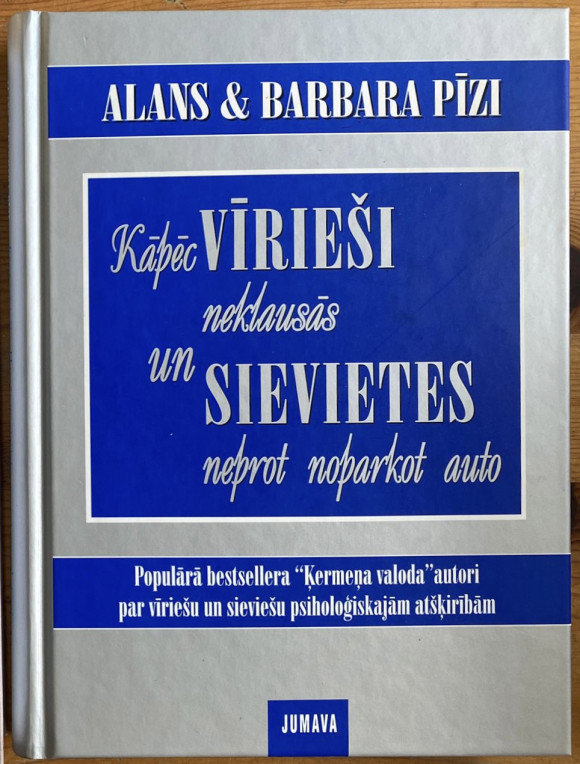 ALANS & BARBARA PĪZI
Kāpēc VĪRIEŠI
neklausās
un
SIEVIETES
neprot noparkot auto
Populārā bestsellera “Ķermeņa valoda”autori
par vīriešu un sieviešu psiholoģiskajām atšķirībām
JUMAVA